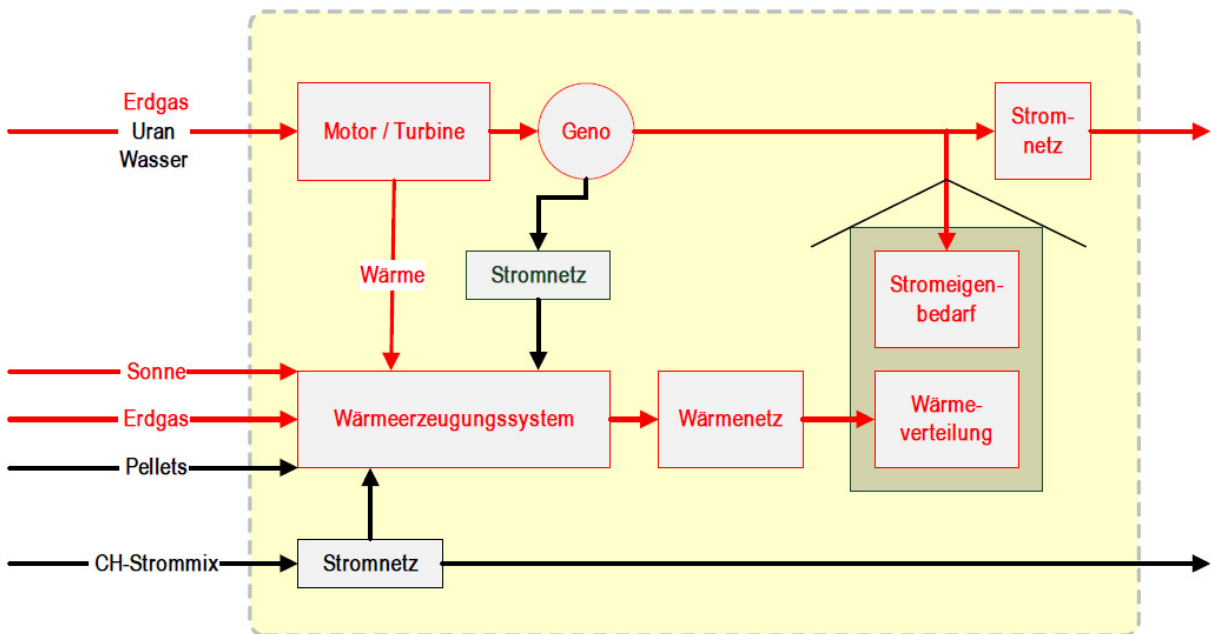 Erdgas
Uran
Wasser
Motor / Turbine
Geno
Strom-
netz
Wärme
Stromnetz
Stromeigen-
bedarf
Sonne
Erdgas
Pellets
Wärmeerzeugungssystem
Wärmenetz
Wärme-
verteilung
CH-Strommix
Stromnetz